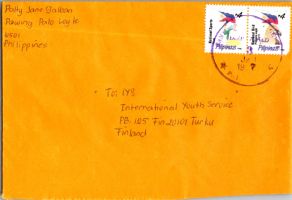 Polly Jane
Pawing Palo Leyte
6501
Philippines
Pilipinas
Pilipinas
To: IYS
International Youth Service
PB. 125 Fin. 20101 Turku
Finland